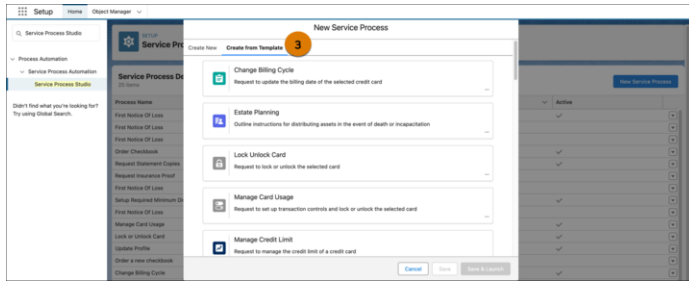 Setup
Home
Object Manager
Service Process Studio
SETUP
Service Pro
Process Automation
Service Process Automation
Service Process Studio
Didn't find what you're looking for?
Try using Global Search.
Service Process De
New Service Process
Process Name
Active
First Notice Of Loss
First Notice Of Loss
First Notice Of Loss
Order Checkbook
Request Statement Copies
Request Insurance Proof
First Notice Of Loss
Setup Required Minimum Di
First Notice Of Loss
Manage Card Usage
Lock or Unlock Card
Update Profile
Order a new checkbook
Change Billing Cycle
New Service Process
Create New
Create from Template
3
Change Billing Cycle
Request to update the billing date of the selected credit card
Estate Planning
Outline instructions for distributing assets in the event of death or incapacitation
Lock Unlock Card
Request to lock or unlock the selected card
Manage Card Usage
Request to set up transaction controls and lock or unlock the selected card
Manage Credit Limit
Request to manage the credit limit of a credit card
Cancel
Save
Save & Launch